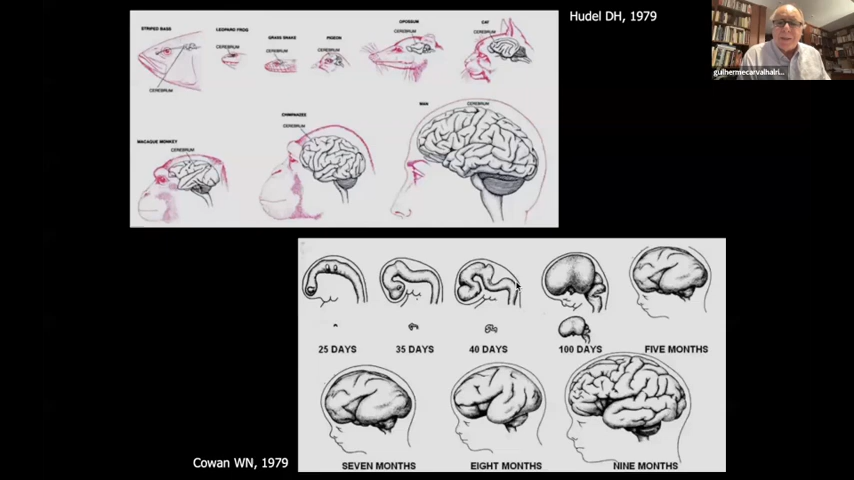 Hudel DH, 1979
gulhermecarvalhalri...
STRIPED BASS
LEOPARD FROG
GRASS SNAKE
PIGEON
OPOSSUM
CAT
CEREBRUM
CEREBRUM
CEREBRUM
CEREBRUM
CEREBRUM
CEREBRUM
MACAQUE MONKEY
CHIMPANZEE
MAN
CEREBRUM
CEREBRUM
CEREBRUM
25 DAYS
35 DAYS
40 DAYS
100 DAYS
FIVE MONTHS
SEVEN MONTHS
EIGHT MONTHS
NINE MONTHS
Cowan WN, 1979